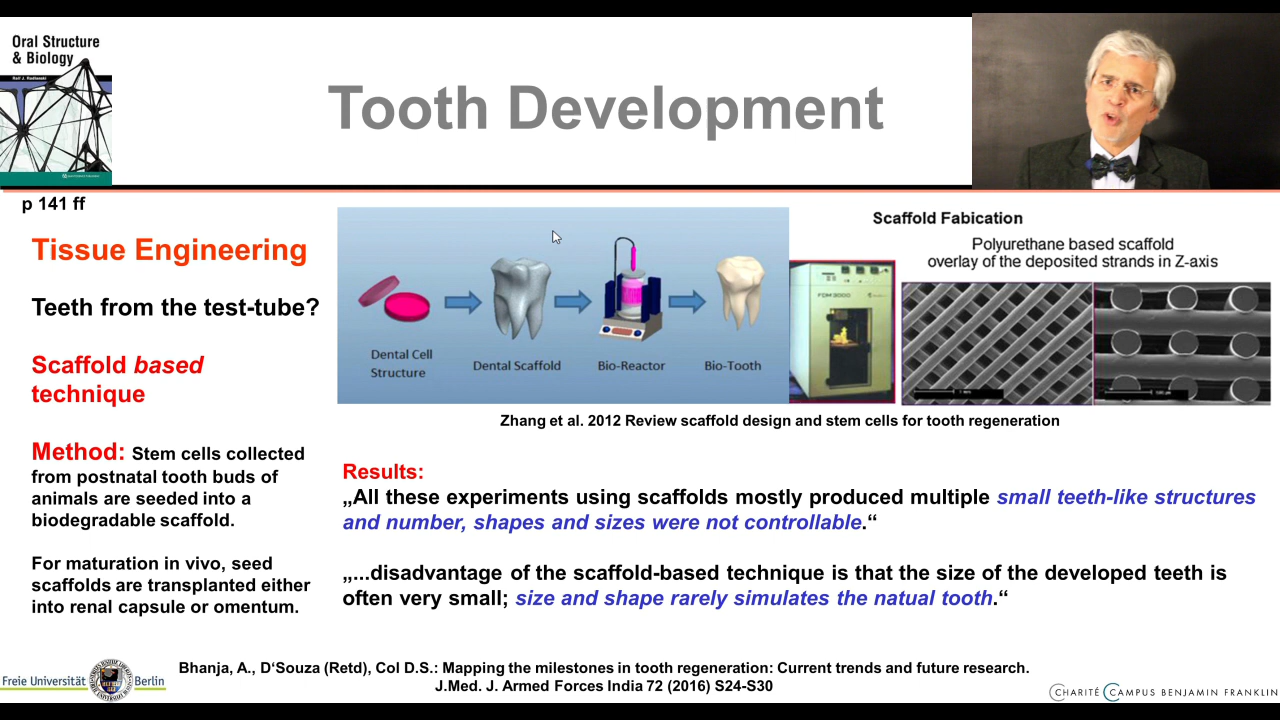 Oral Structure
& Biology
Ralf J. Radlanski
Tooth Development
p 141 ff
Tissue Engineering
Teeth from the test-tube?
Scaffold based
technique
Method: Stem cells collected
from postnatal tooth buds of
animals are seeded into a
biodegradable scaffold.
For maturation in vivo, seed
scaffolds are transplanted either
into renal capsule or omentum.
Dental Cell
Structure
Dental Scaffold
Bio-Reactor
Bio-Tooth
Scaffold Fabication
Polyurethane based scaffold
overlay of the deposited strands in Z-axis
FDM 3000
Zhang et al. 2012 Review scaffold design and stem cells for tooth regeneration
Results:
„All these experiments using scaffolds mostly produced multiple small teeth-like structures
and number, shapes and sizes were not controllable.“
„...disadvantage of the scaffold-based technique is that the size of the developed teeth is
often very small; size and shape rarely simulates the natual tooth.“
Bhanja, A., D‘Souza (Retd), Col D.S.: Mapping the milestones in tooth regeneration: Current trends and future research.
J.Med. J. Armed Forces India 72 (2016) S24-S30
Freie Universität Berlin
CHARITÉ CAMPUS BENJAMIN FRANKLIN